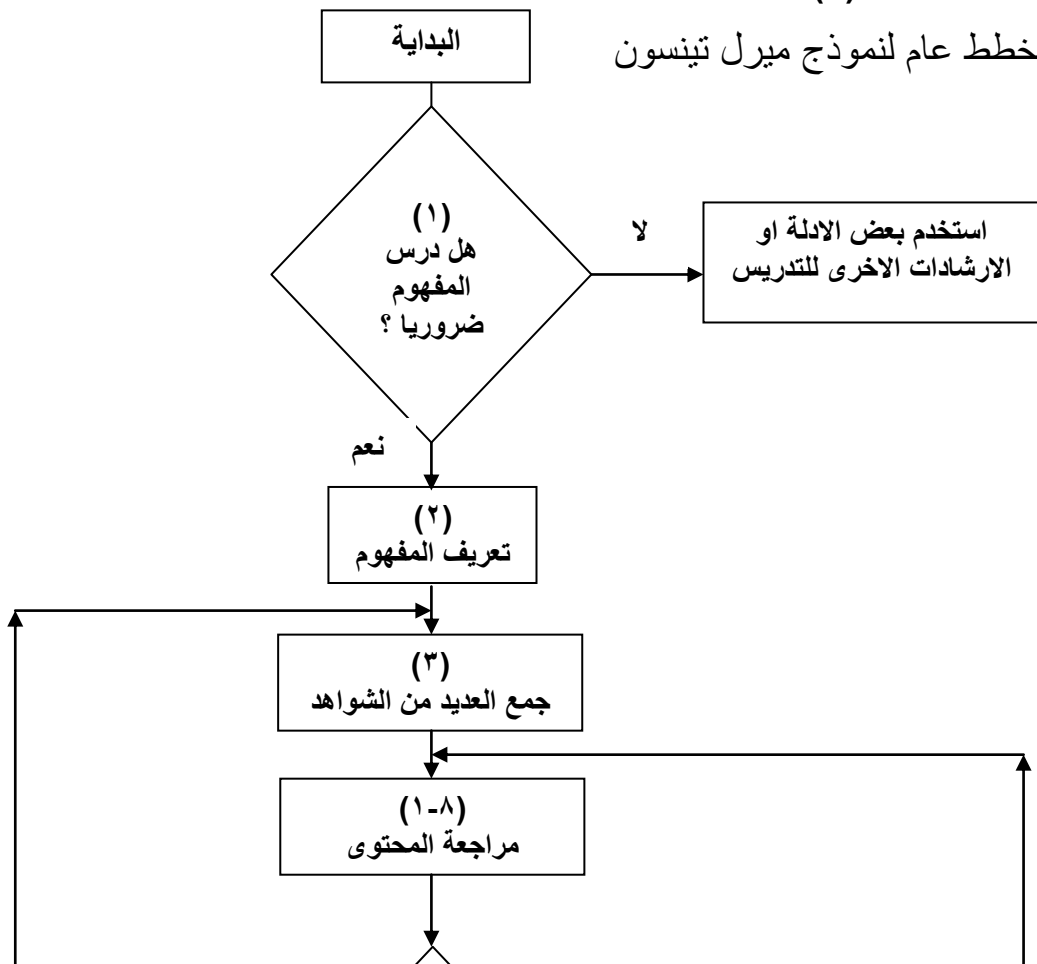 خطط عام لنموذج ميرل تينسون
البداية
(١)
هل درس
المفهوم
ضروريا ؟
لا
استخدم بعض الادلة او
الارشادات الاخرى للتدريس
نعم
(٢)
تعريف المفهوم
(٣)
جمع العديد من الشواهد
(٨-١)
مراجعة المحتوى